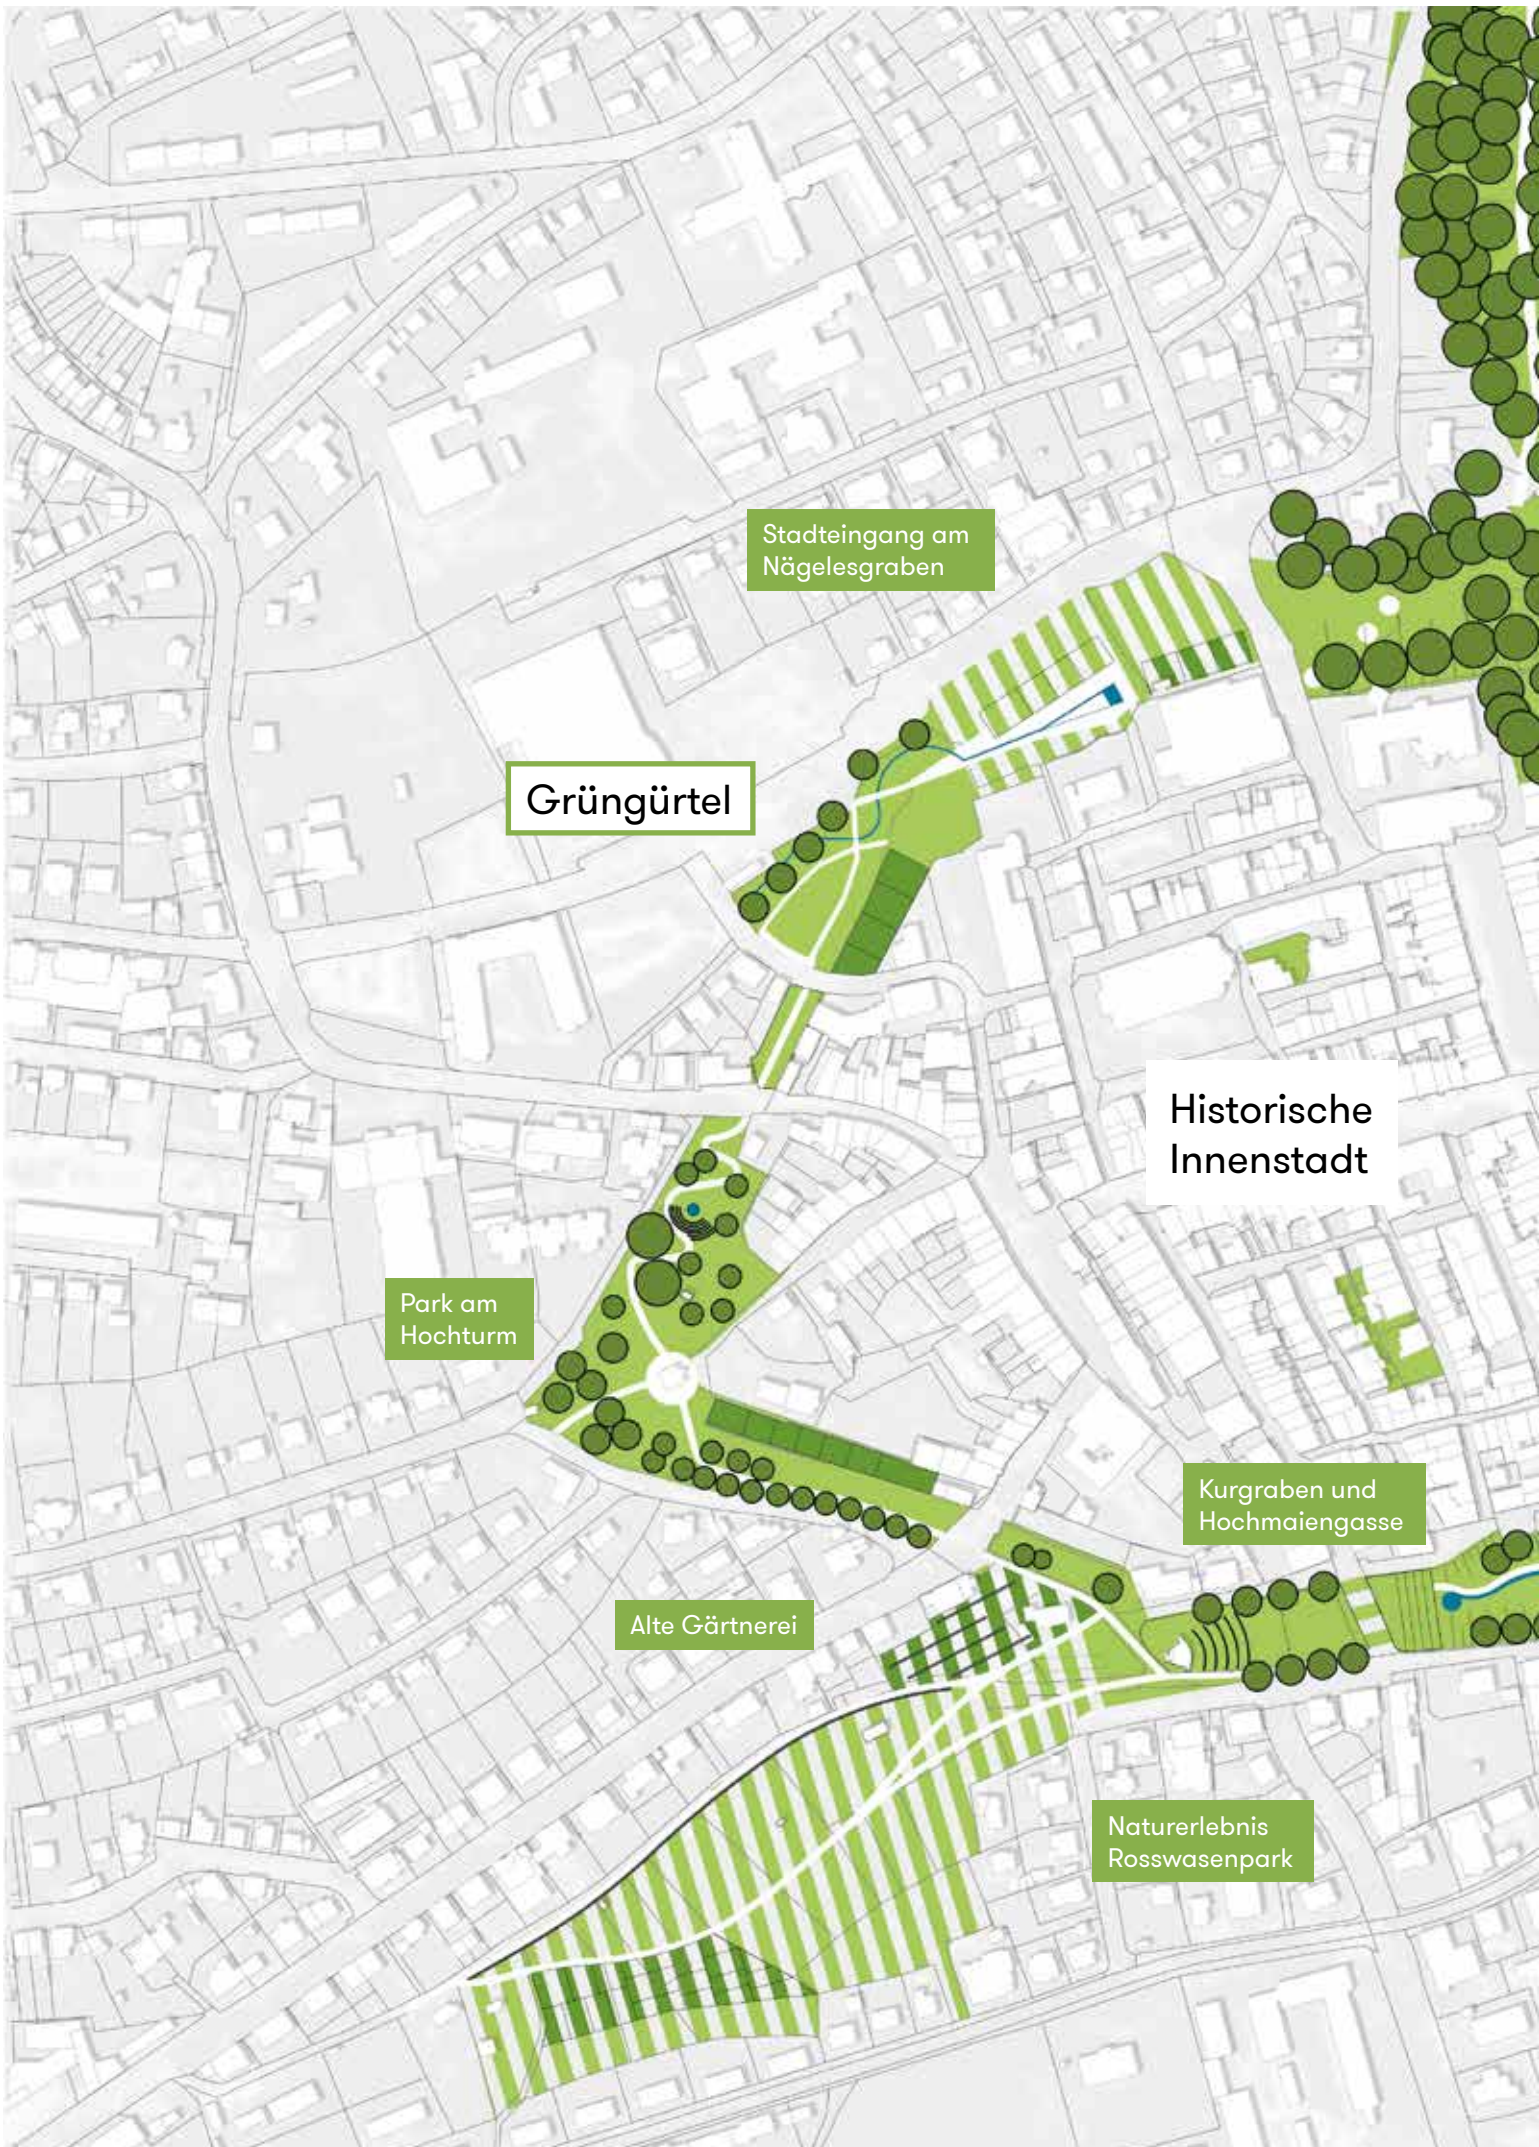 Stadteingang am
Nägelesgraben
Grüngürtel
Historische
Innenstadt
Park am
Hochturm
Kurgraben und
Hochmaiengasse
Alte Gärtnerei
Naturerlebnis
Rosswasenpark